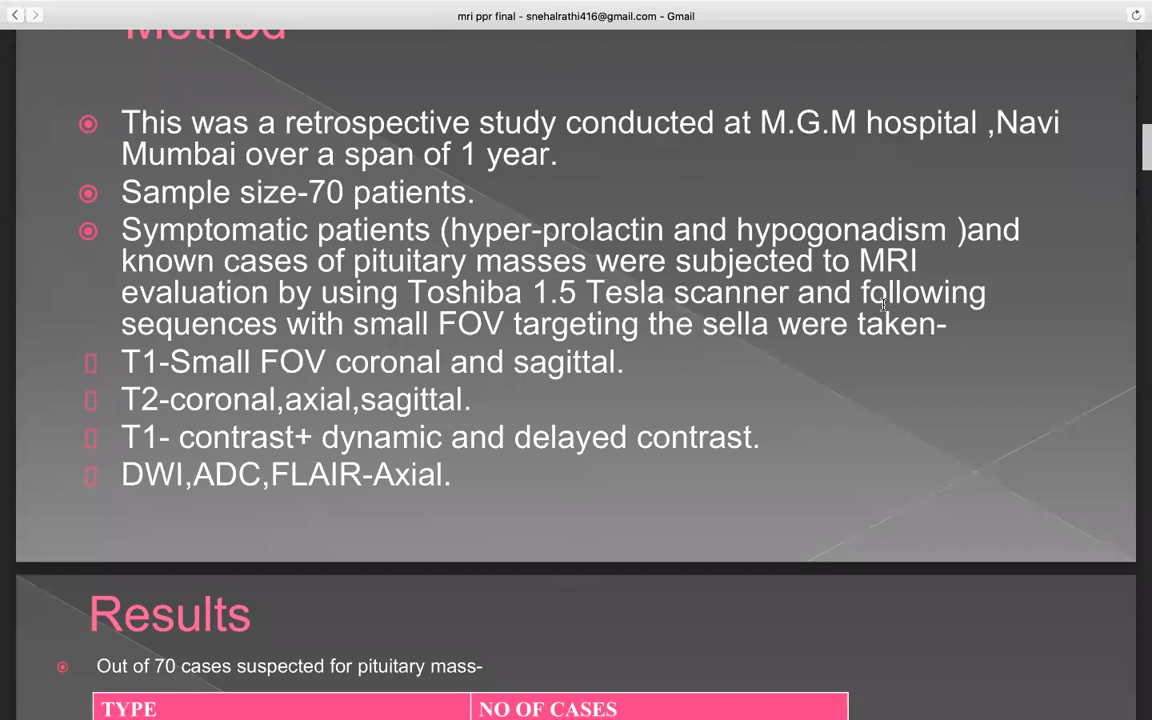 mri ppr final - snehalrathi416@gmail.com - Gmail
Method
This was a retrospective study conducted at M.G.M hospital ,Navi
Mumbai over a span of 1 year.
Sample size-70 patients.
Symptomatic patients (hyper-prolactin and hypogonadism )and
known cases of pituitary masses were subjected to MRI
evaluation by using Toshiba 1.5 Tesla scanner and following
sequences with small FOV targeting the sella were taken-
T1-Small FOV coronal and sagittal.
T2-coronal,axial,sagittal.
T1- contrast+ dynamic and delayed contrast.
DWI,ADC,FLAIR-Axial.
Results
Out of 70 cases suspected for pituitary mass-
TYPE NO OF CASES